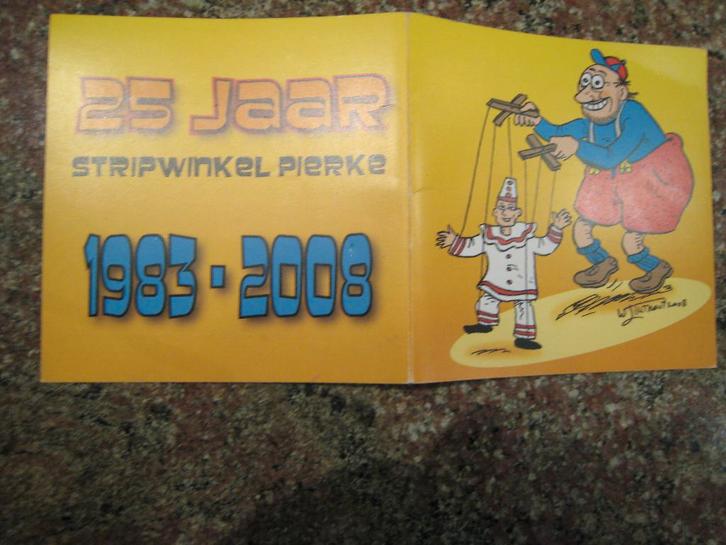 25 JAAR
STRIPWINKEL PIERKE
1983 - 2008